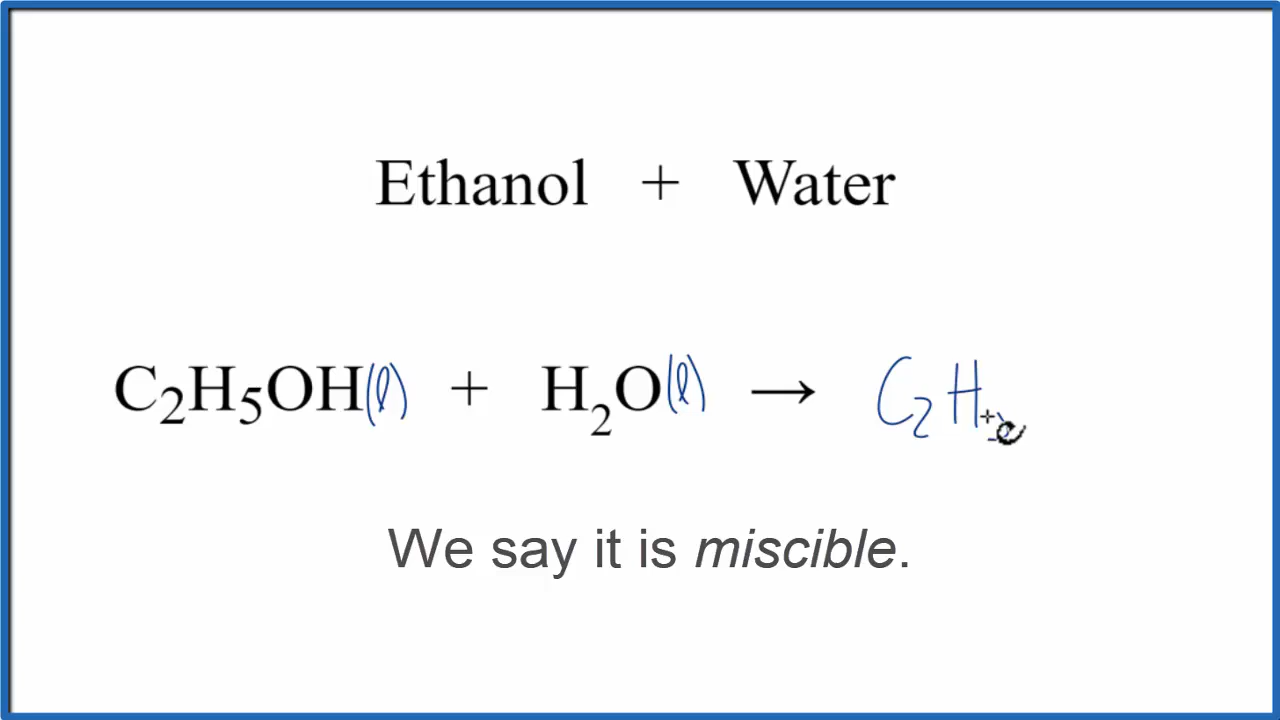 Ethanol + Water
C₂H₅OH(l) + H₂O(l) → C₂H
We say it is miscible.